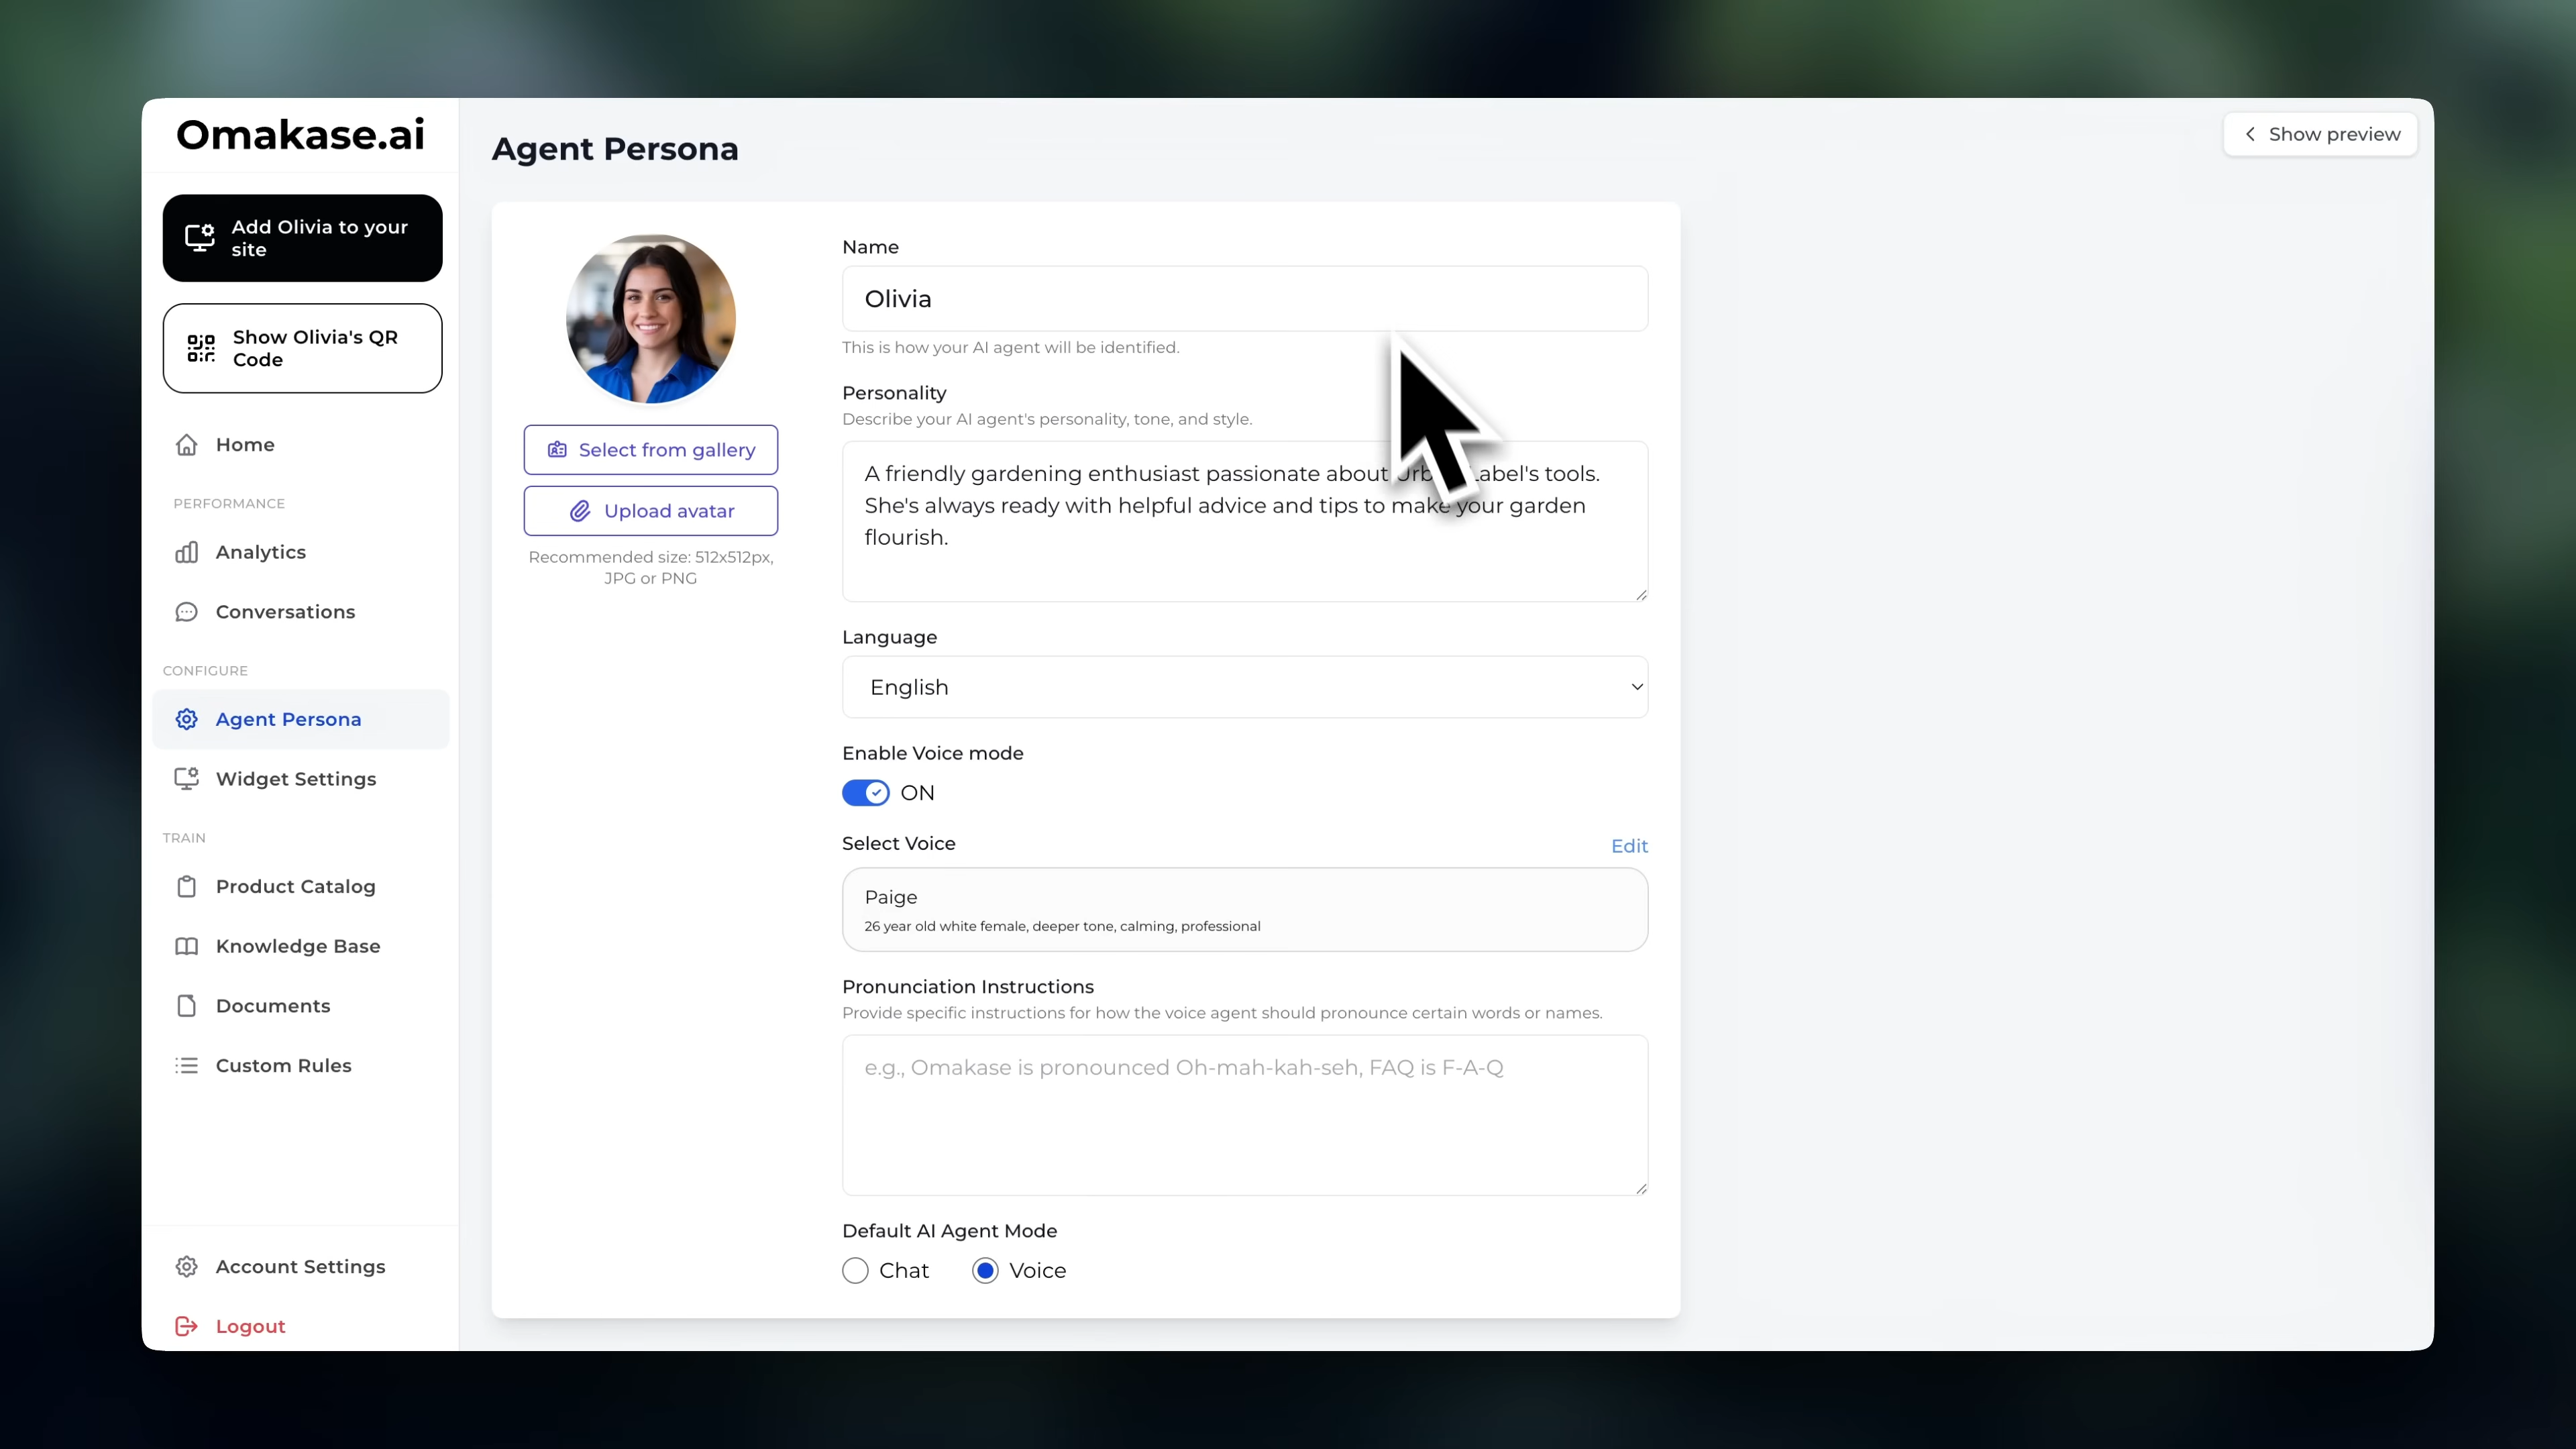 Omakase.ai
Add Olivia to your
site
Show Olivia's QR
Code
Home
PERFORMANCE
Analytics
Conversations
CONFIGURE
Agent Persona
Widget Settings
TRAIN
Product Catalog
Knowledge Base
Documents
Custom Rules
Account Settings
Logout
Agent Persona
Show preview
Select from gallery
Upload avatar
Recommended size: 512x512px,
JPG or PNG
Name
Olivia
This is how your AI agent will be identified.
Personality
Describe your AI agent's personality, tone, and style.
A friendly gardening enthusiast passionate about tools.
She's always ready with helpful advice and tips to make your garden
flourish.
Language
English
Enable Voice mode
ON
Select Voice
Edit
Paige
26 year old white female, deeper tone, calming, professional
Pronunciation Instructions
Provide specific instructions for how the voice agent should pronounce certain words or names.
e.g., Omakase is pronounced Oh-mah-kah-seh, FAQ is F-A-Q
Default AI Agent Mode
Chat
Voice